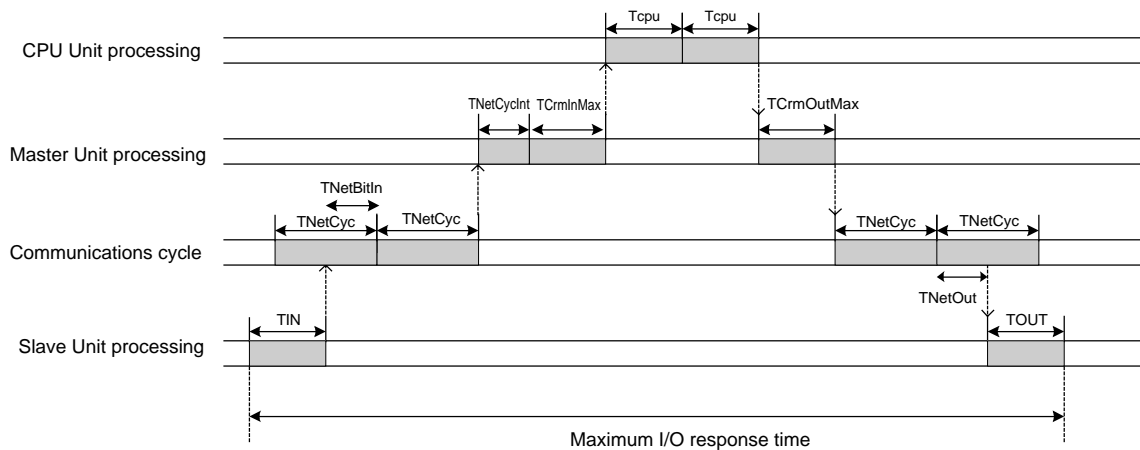 Tcpu Tcpu
CPU Unit processing
TNetCycInt TCrmInMax TCrmOutMax
Master Unit processing
TNetBitIn
TNetCyc TNetCyc TNetCyc TNetCyc
Communications cycle
TNetOut
TIN TOUT
Slave Unit processing
Maximum I/O response time